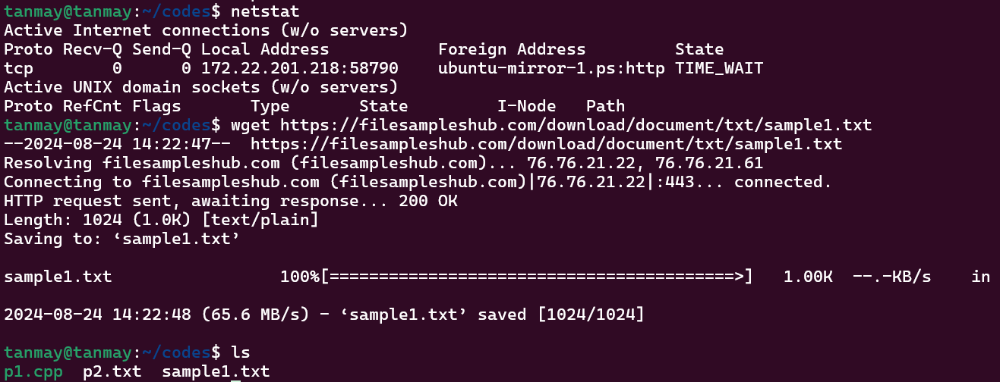 tanmay@tanmay:~/codes$ netstat
Active Internet connections (w/o servers)
Proto Recv-Q Send-Q Local Address           Foreign Address         State
tcp        0      0 172.22.201.218:58790    ubuntu-mirror-1.ps:http TIME_WAIT
Active UNIX domain sockets (w/o servers)
Proto RefCnt Flags       Type       State         I-Node   Path
tanmay@tanmay:~/codes$ wget https://filesampleshub.com/download/document/txt/sample1.txt
--2024-08-24 14:22:47--  https://filesampleshub.com/download/document/txt/sample1.txt
Resolving filesampleshub.com (filesampleshub.com)... 76.76.21.22, 76.76.21.61
Connecting to filesampleshub.com (filesampleshub.com)|76.76.21.22|:443... connected.
HTTP request sent, awaiting response... 200 OK
Length: 1024 (1.0K) [text/plain]
Saving to: ‘sample1.txt’
sample1.txt                 100%[=========================================>]   1.00K  --.-KB/s    in
2024-08-24 14:22:48 (65.6 MB/s) - ‘sample1.txt’ saved [1024/1024]
tanmay@tanmay:~/codes$ ls
p1.cpp  p2.txt  sample1.txt